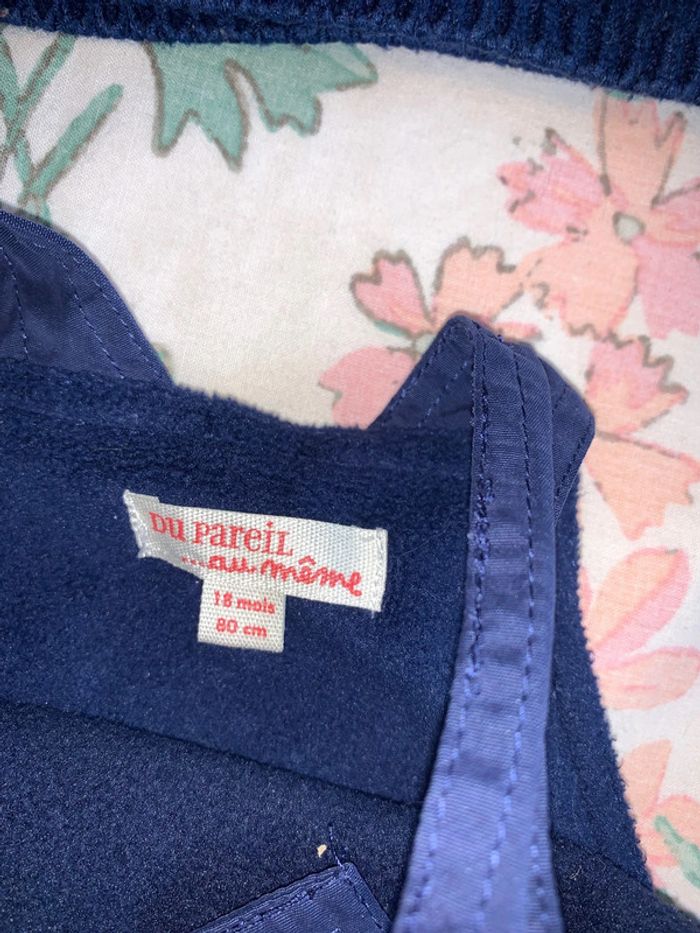 DU PAREIL
...au même
18 mois
80 cm